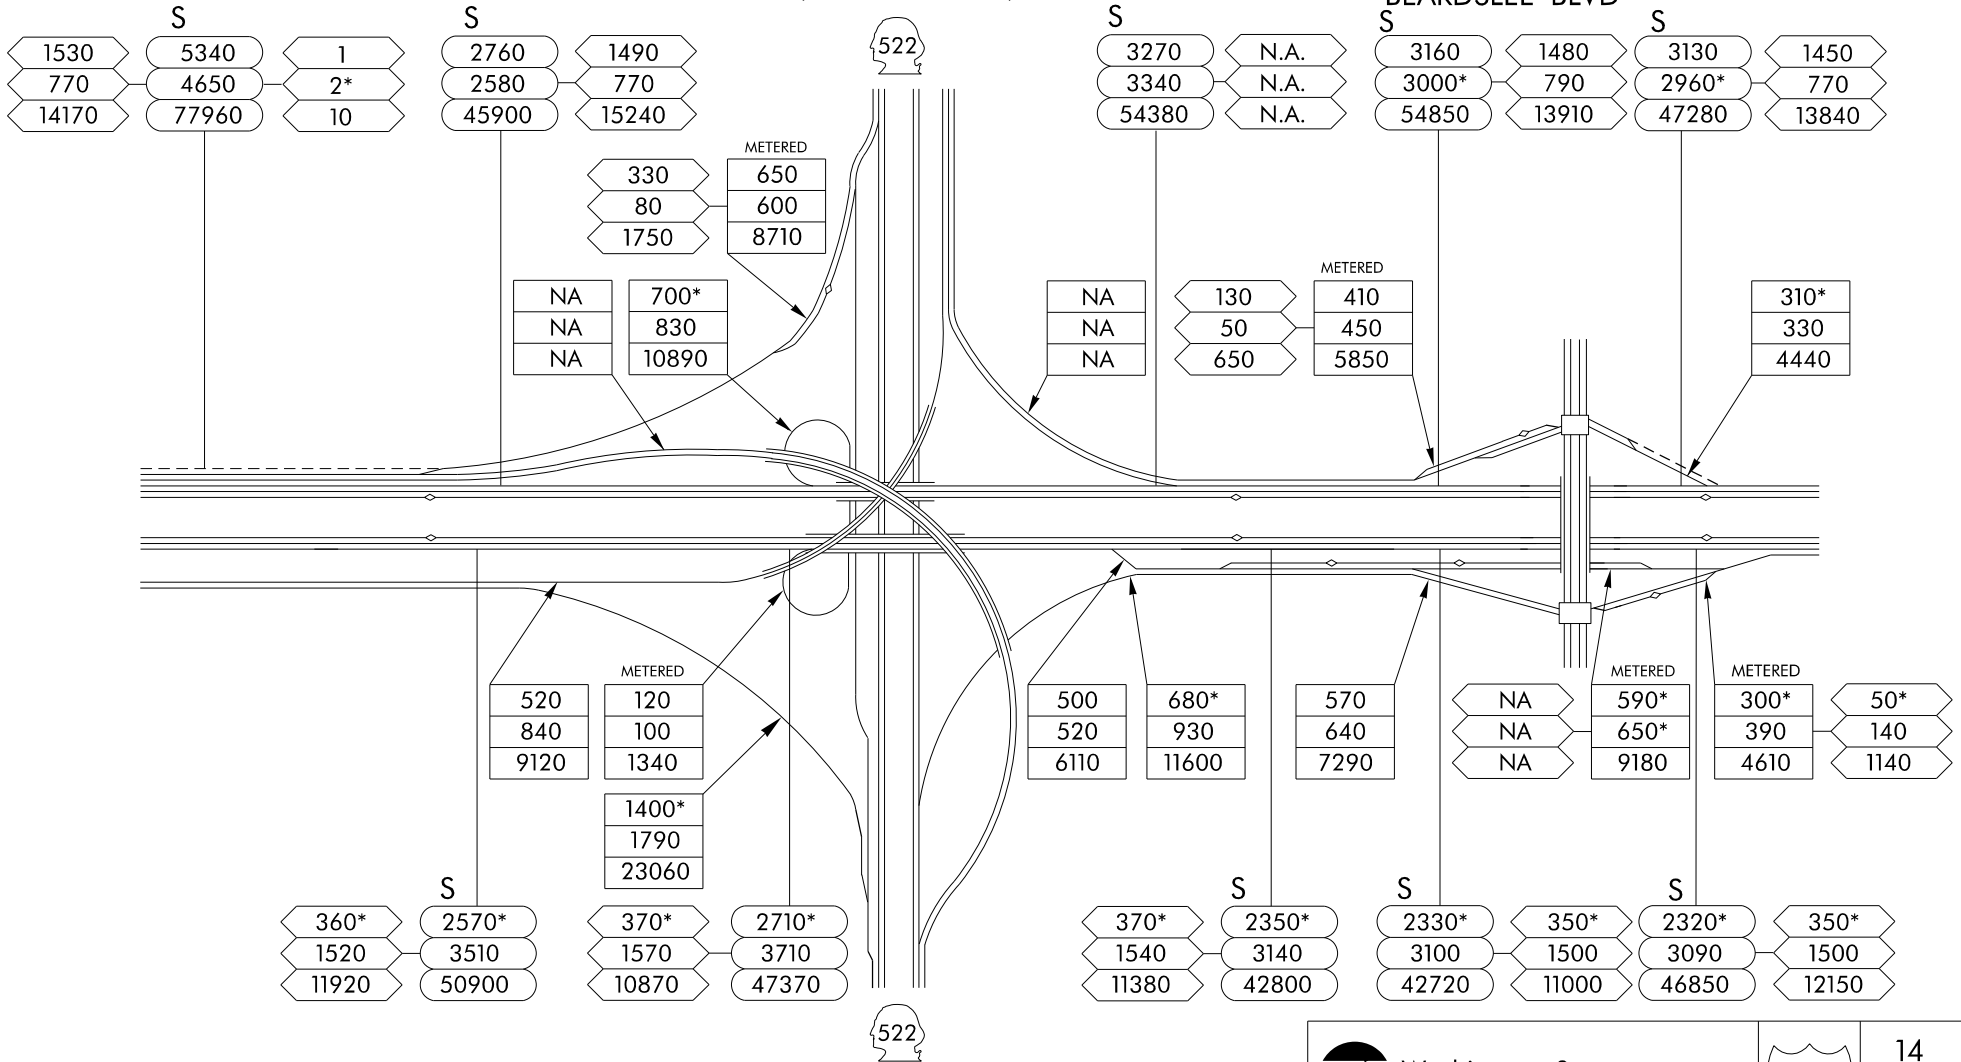 BEARDSLEE BLVD
S S S S S
1530 5340 1 2760 1490 3270 N.A. 3160 1480 3130 1450
770 4650 2* 2580 770 3340 N.A. 3000* 790 2960* 770
14170 77960 10 45900 15240 54380 N.A. 54850 13910 47280 13840
522
METERED
330 650
80 600
1750 8710
METERED
NA 700* NA 130 410 310*
NA 830 NA 50 450 330
NA 10890 NA 650 5850 4440
METERED METERED METERED
520 120 500 680* 570 NA 590* 300* 50*
840 100 520 930 640 NA 650* 390 140
9120 1340 6110 11600 7290 NA 9180 4610 1140
1400*
1790
23060
S S S S
360* 2570* 370* 2710* 370* 2350* 2330* 350* 2320* 350*
1520 3510 1570 3710 1540 3140 3100 1500 3090 1500
11920 50900 10870 47370 11380 42800 42720 11000 46850 12150
522
14